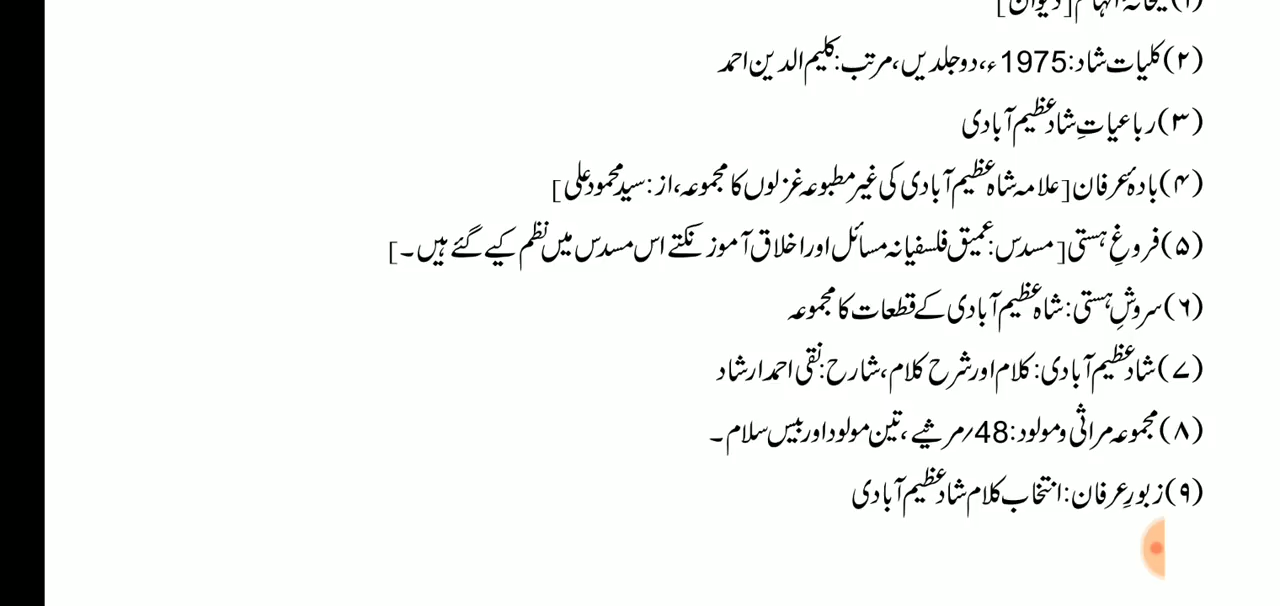 (۲) کلیات شاد: 1975ء، دو جلدیں، مرتب: کلیم الدین احمد
(۳) رباعیاتِ شاد عظیم آبادی
(۴) بادۂ عرفان [علامہ شاہ عظیم آبادی کی غیر مطبوعہ غزلوں کا مجموعہ، از: سید محمود علی]
(۵) فروغِ ہستی [مسدس: عمیق فلسفیانہ مسائل اور اخلاق آموز نکتے اس مسدس میں نظم کیے گئے ہیں۔]
(۶) سروشِ ہستی: شاہ عظیم آبادی کے قطعات کا مجموعہ
(۷) شاد عظیم آبادی: کلام اور شرح کلام، شارح: نقی احمد ارشاد
(۸) مجموعہ مراثی و مولود: 48/ مرثیے، تین مولود اور بیس سلام۔
(۹) زبورِ عرفان: انتخاب کلام شاد عظیم آبادی